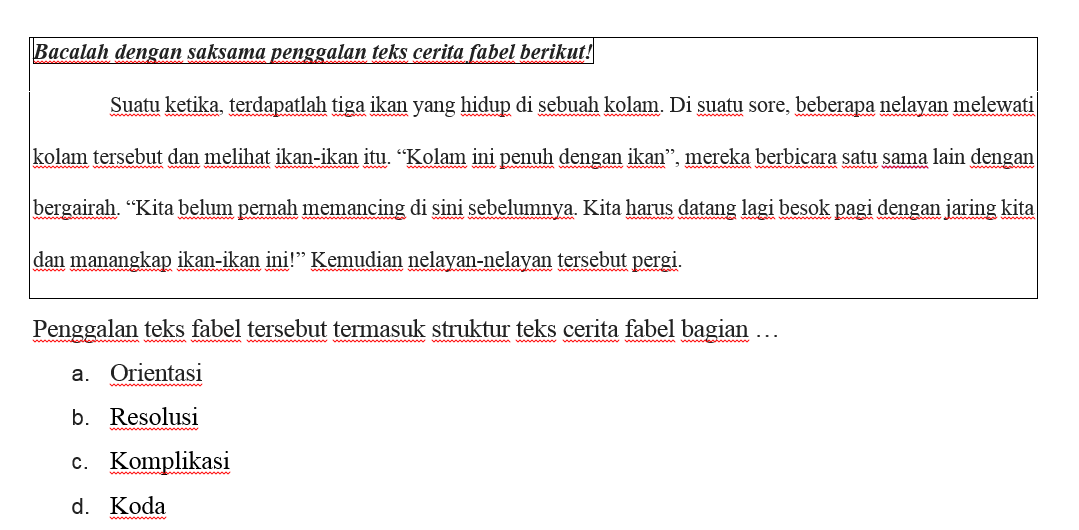 Bacalah dengan saksama penggalan teks cerita fabel berikut!
Suatu ketika, terdapatlah tiga ikan yang hidup di sebuah kolam. Di suatu sore, beberapa nelayan melewati
kolam tersebut dan melihat ikan-ikan itu. “Kolam ini penuh dengan ikan”, mereka berbicara satu sama lain dengan
bergairah. “Kita belum pernah memancing di sini sebelumnya. Kita harus datang lagi besok pagi dengan jaring kita
dan manangkap ikan-ikan ini!” Kemudian nelayan-nelayan tersebut pergi.
Penggalan teks fabel tersebut termasuk struktur teks cerita fabel bagian …
a. Orientasi
b. Resolusi
c. Komplikasi
d. Koda